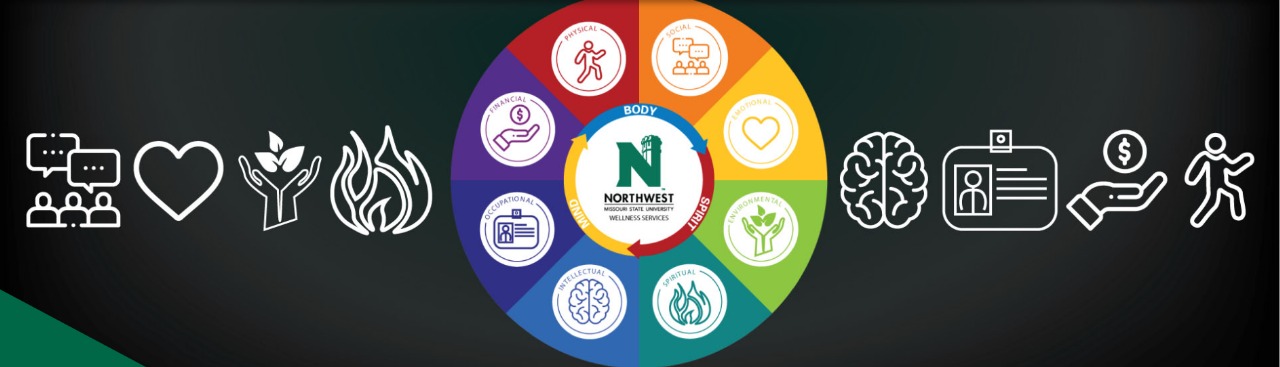 PHYSICAL
SOCIAL
EMOTIONAL
ENVIRONMENTAL
SPIRITUAL
INTELLECTUAL
OCCUPATIONAL
FINANCIAL
BODY
SPIRIT
MIND
N
NORTHWEST
MISSOURI STATE UNIVERSITY
WELLNESS SERVICES
$
$